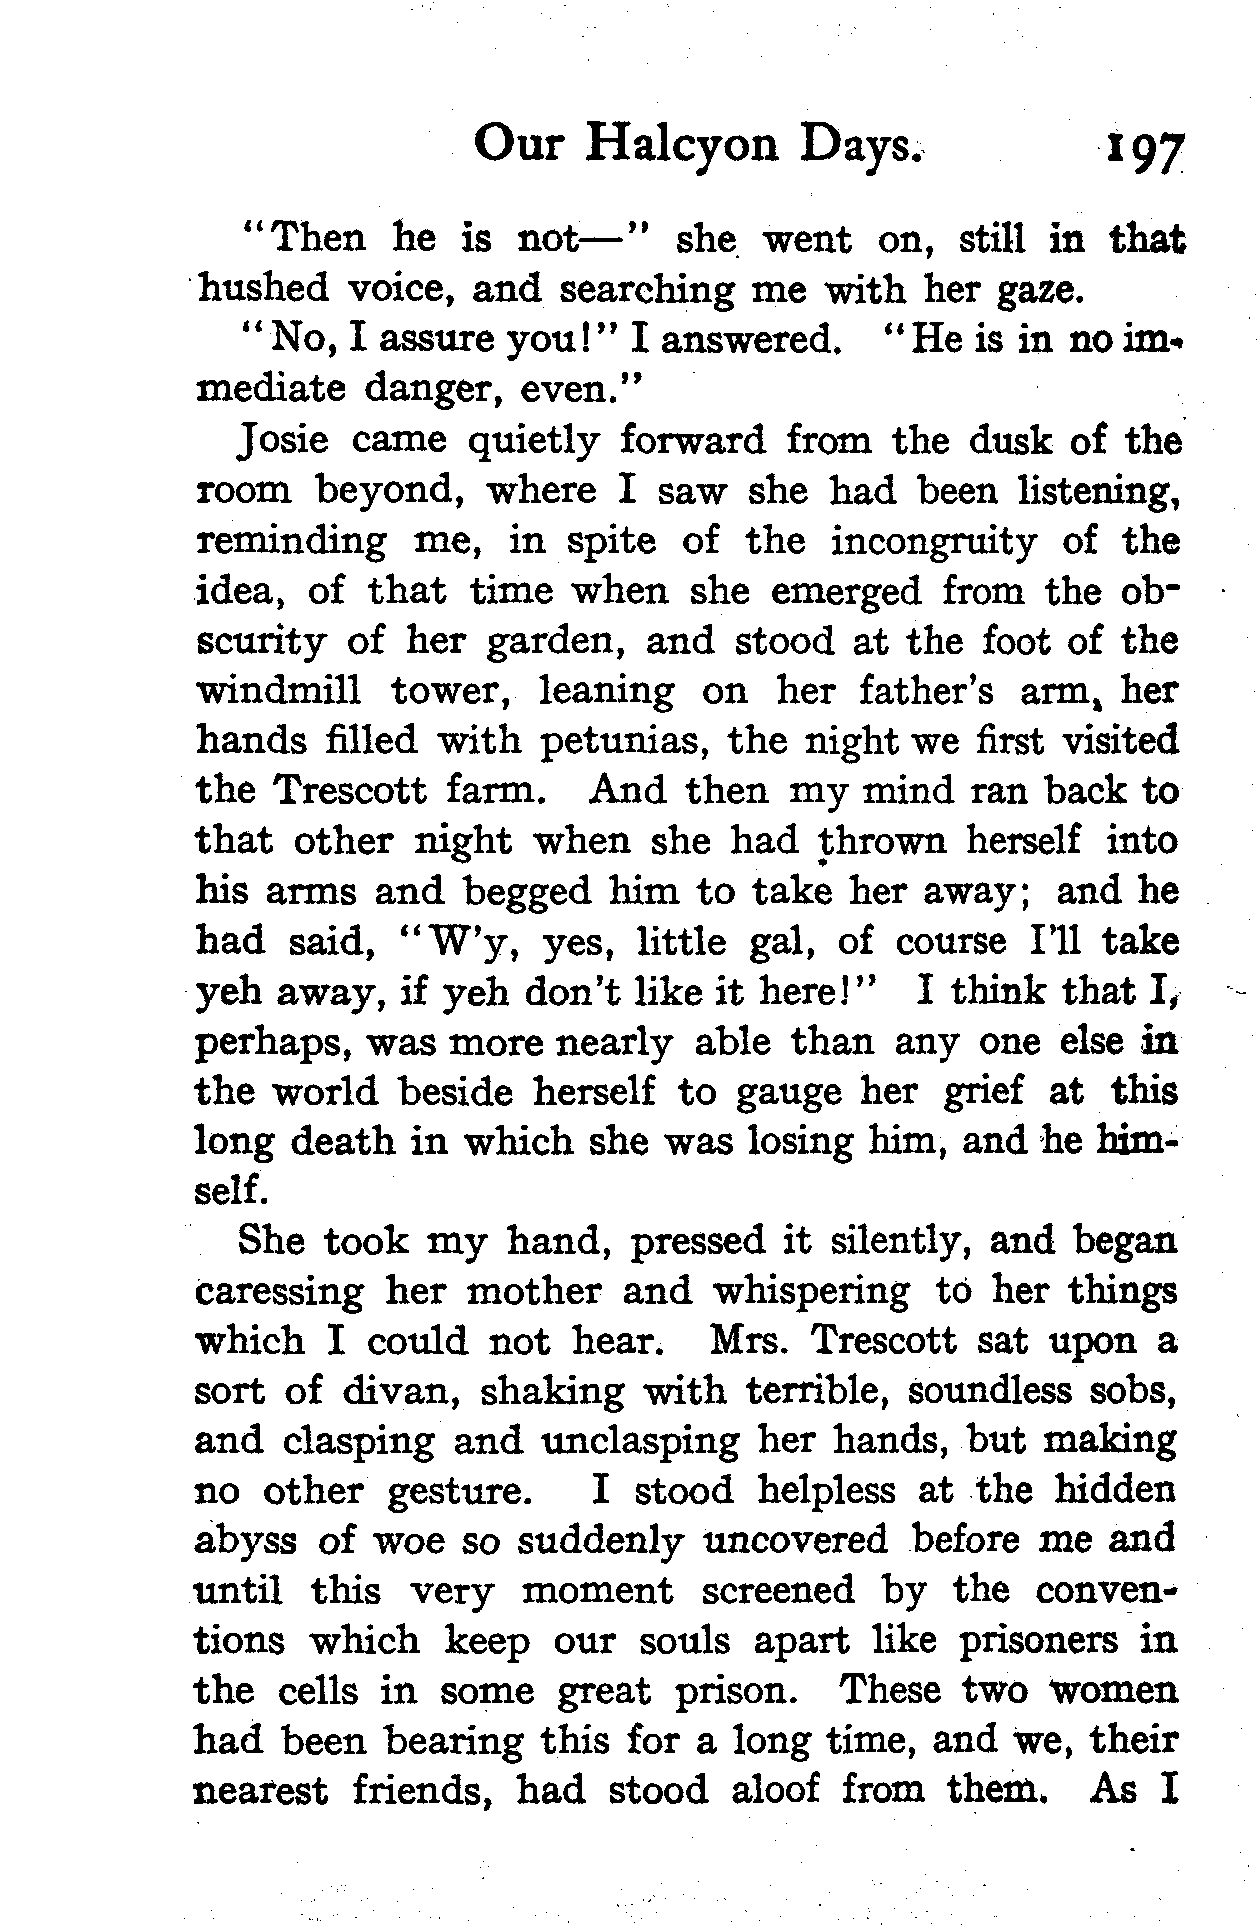 Our Halcyon Days. 197
"Then he is not—" she went on, still in that
hushed voice, and searching me with her gaze.
"No, I assure you!" I answered. "He is in no im-
mediate danger, even."
Josie came quietly forward from the dusk of the
room beyond, where I saw she had been listening,
reminding me, in spite of the incongruity of the
idea, of that time when she emerged from the ob-
scurity of her garden, and stood at the foot of the
windmill tower, leaning on her father's arm, her
hands filled with petunias, the night we first visited
the Trescott farm. And then my mind ran back to
that other night when she had thrown herself into
his arms and begged him to take her away; and he
had said, "W'y, yes, little gal, of course I'll take
yeh away, if yeh don't like it here!" I think that I,
perhaps, was more nearly able than any one else in
the world beside herself to gauge her grief at this
long death in which she was losing him, and he him-
self.
She took my hand, pressed it silently, and began
caressing her mother and whispering to her things
which I could not hear. Mrs. Trescott sat upon a
sort of divan, shaking with terrible, soundless sobs,
and clasping and unclasping her hands, but making
no other gesture. I stood helpless at the hidden
abyss of woe so suddenly uncovered before me and
until this very moment screened by the conven-
tions which keep our souls apart like prisoners in
the cells in some great prison. These two women
had been bearing this for a long time, and we, their
nearest friends, had stood aloof from them. As I